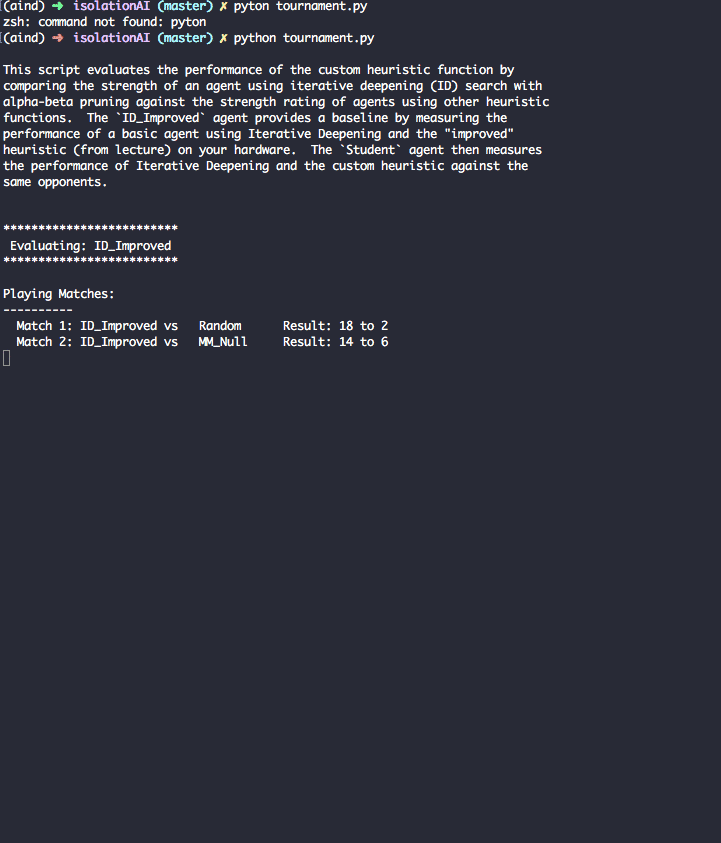 (aind) ➜ isolationAI (master) ✗ pyton tournament.py
zsh: command not found: pyton
(aind) ➜ isolationAI (master) ✗ python tournament.py
This script evaluates the performance of the custom heuristic function by
comparing the strength of an agent using iterative deepening (ID) search with
alpha-beta pruning against the strength rating of agents using other heuristic
functions.  The `ID_Improved` agent provides a baseline by measuring the
performance of a basic agent using Iterative Deepening and the "improved"
heuristic (from lecture) on your hardware.  The `Student` agent then measures
the performance of Iterative Deepening and the custom heuristic against the
same opponents.
*************************
Evaluating: ID_Improved
*************************
Playing Matches:
----------
Match 1: ID_Improved vs   Random      Result: 18 to 2
Match 2: ID_Improved vs   MM_Null     Result: 14 to 6